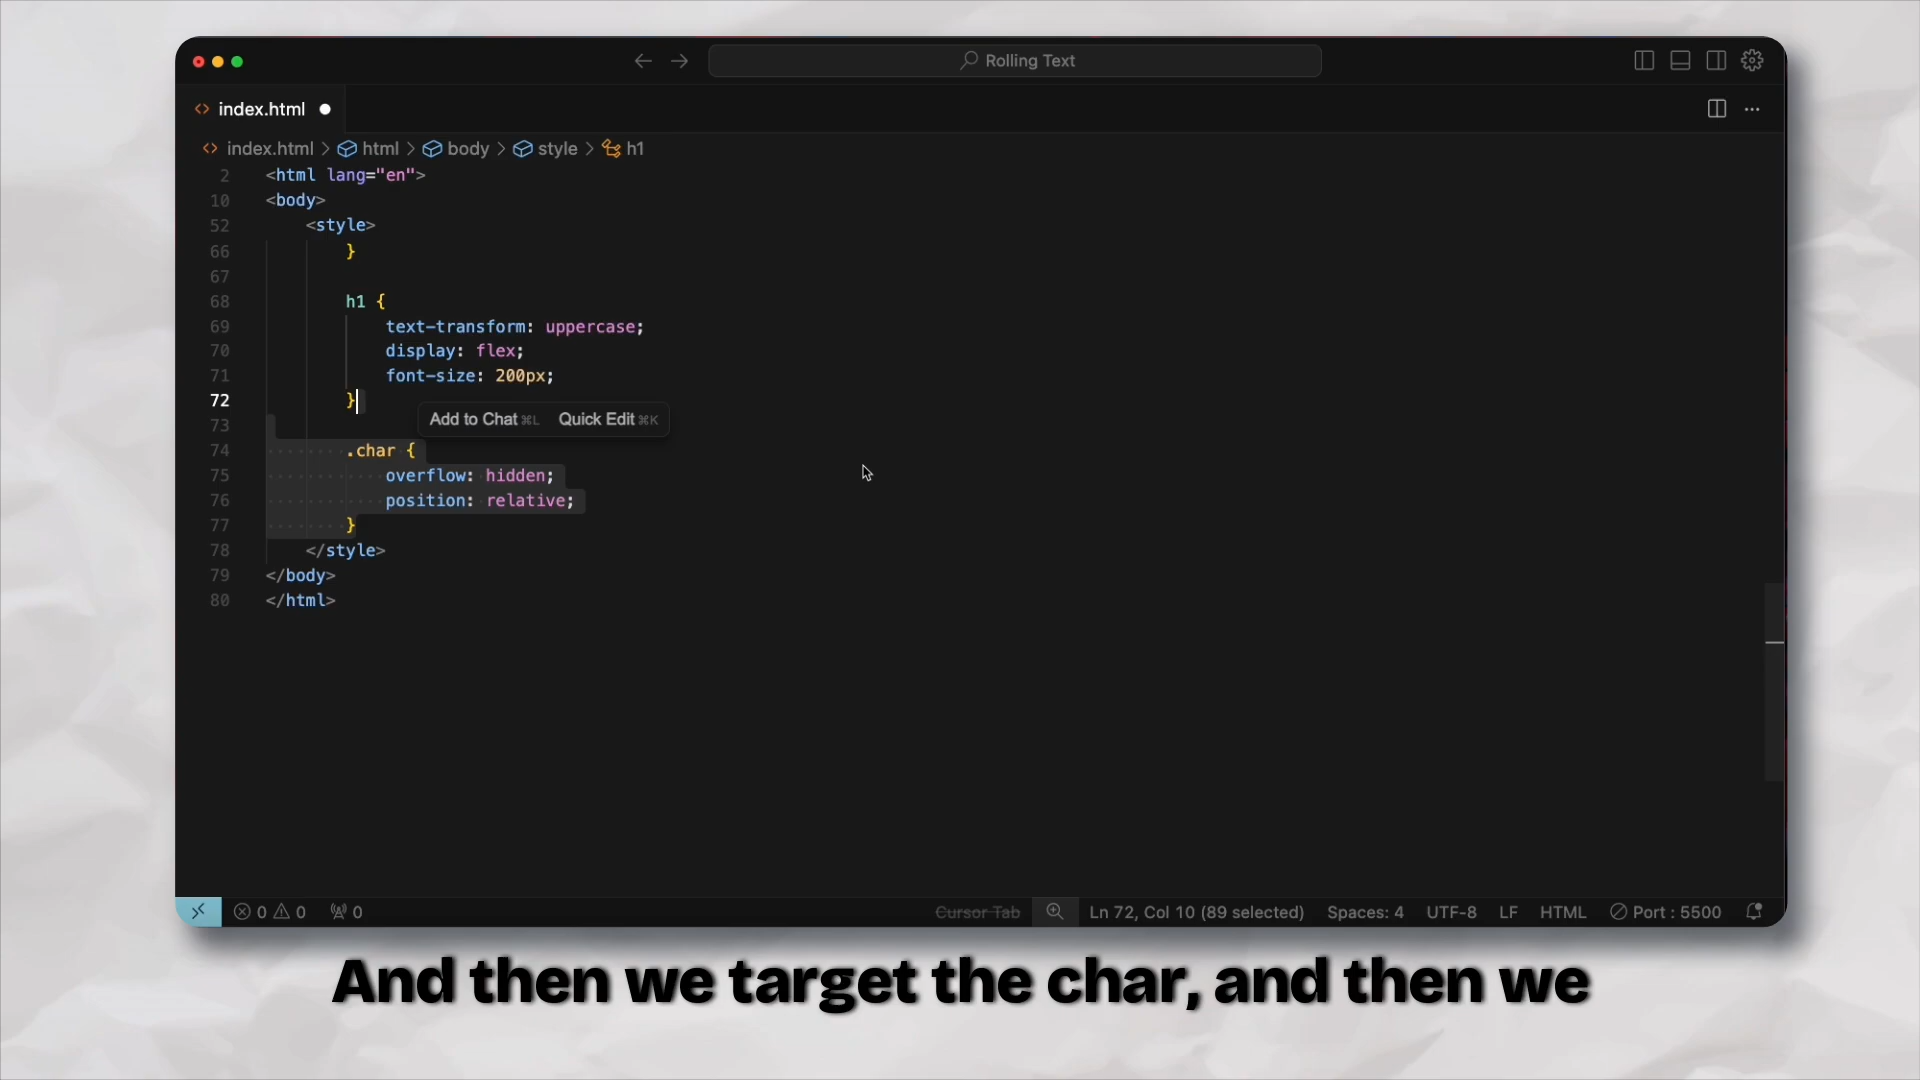 Rolling Text
index.html
index.html > html > body > style > h1
2 <html lang="en">
10 <body>
52 <style>
66 }
67
68 h1 {
69 text-transform: uppercase;
70 display: flex;
71 font-size: 200px;
72 }
Add to Chat ⌘L Quick Edit ⌘K
73
74 .char {
75 overflow: hidden;
76 position: relative;
77 }
78 </style>
79 </body>
80 </html>
0 0 0 Cursor Tab Ln 72, Col 10 (89 selected) Spaces: 4 UTF-8 LF HTML Port : 5500
And then we target the char, and then we